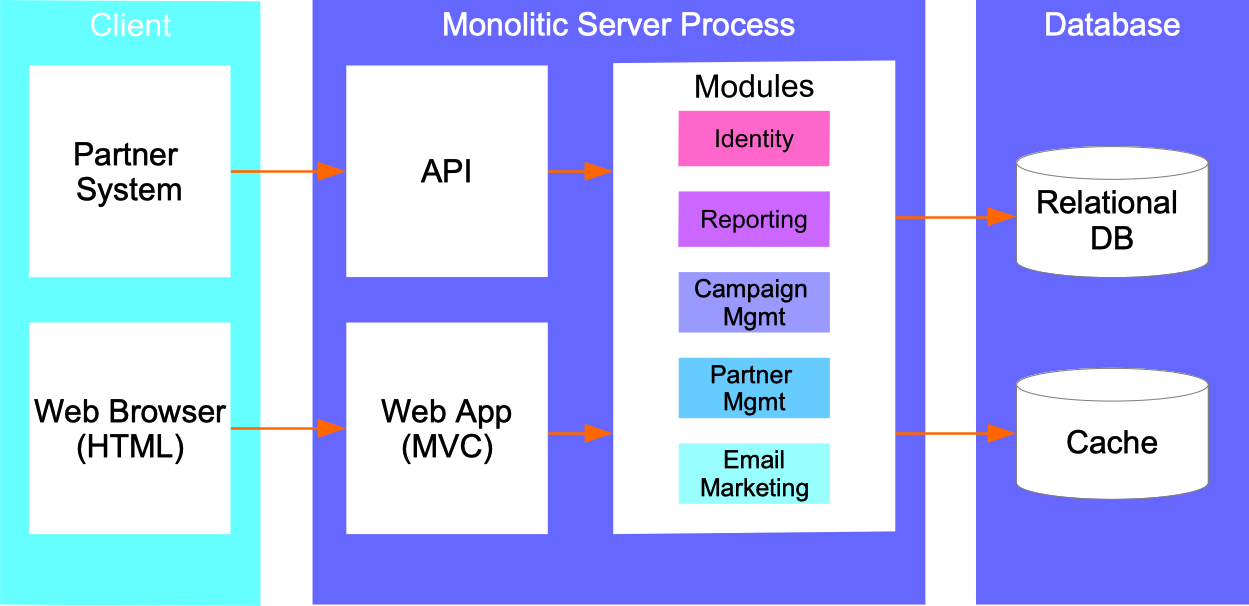 Client
Partner
System
Web Browser
(HTML)
Monolitic Server Process
API
Web App
(MVC)
Modules
Identity
Reporting
Campaign
Mgmt
Partner
Mgmt
Email
Marketing
Database
Relational
DB
Cache